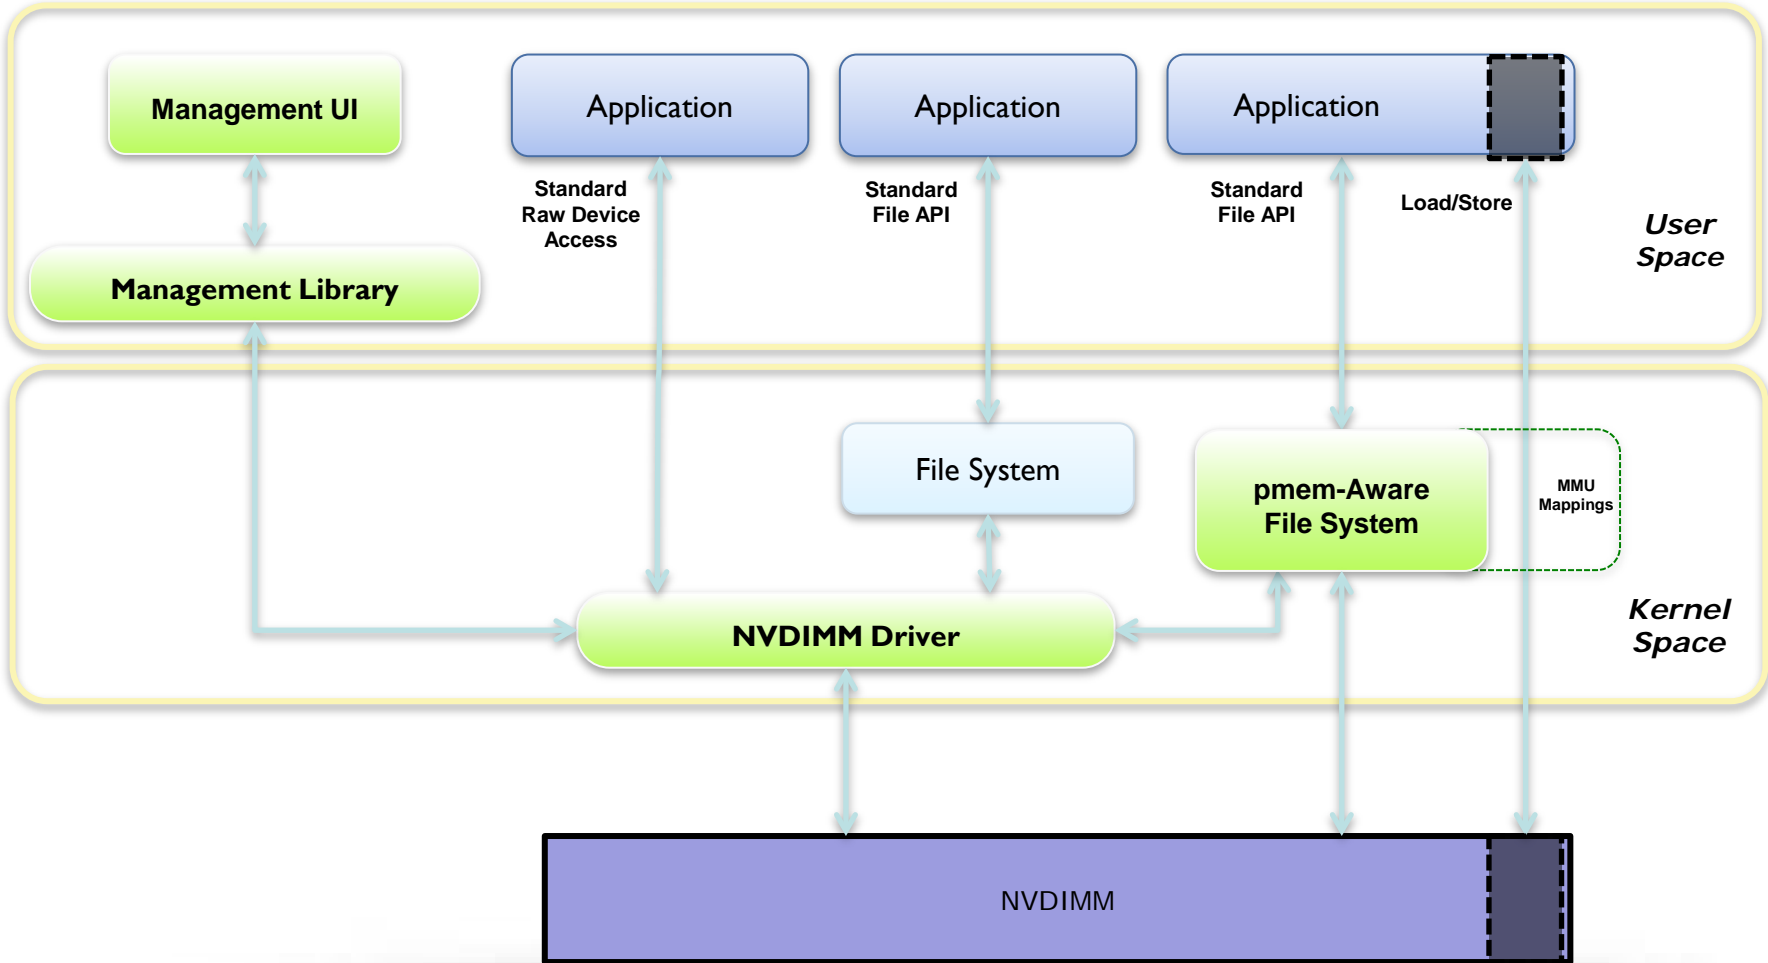 Management UI
Application
Application
Application
Standard
Raw Device
Access
Standard
File API
Standard
File API
Load/Store
User
Space
Management Library
File System
pmem-Aware
File System
MMU
Mappings
Kernel
Space
NVDIMM Driver
NVDIMM